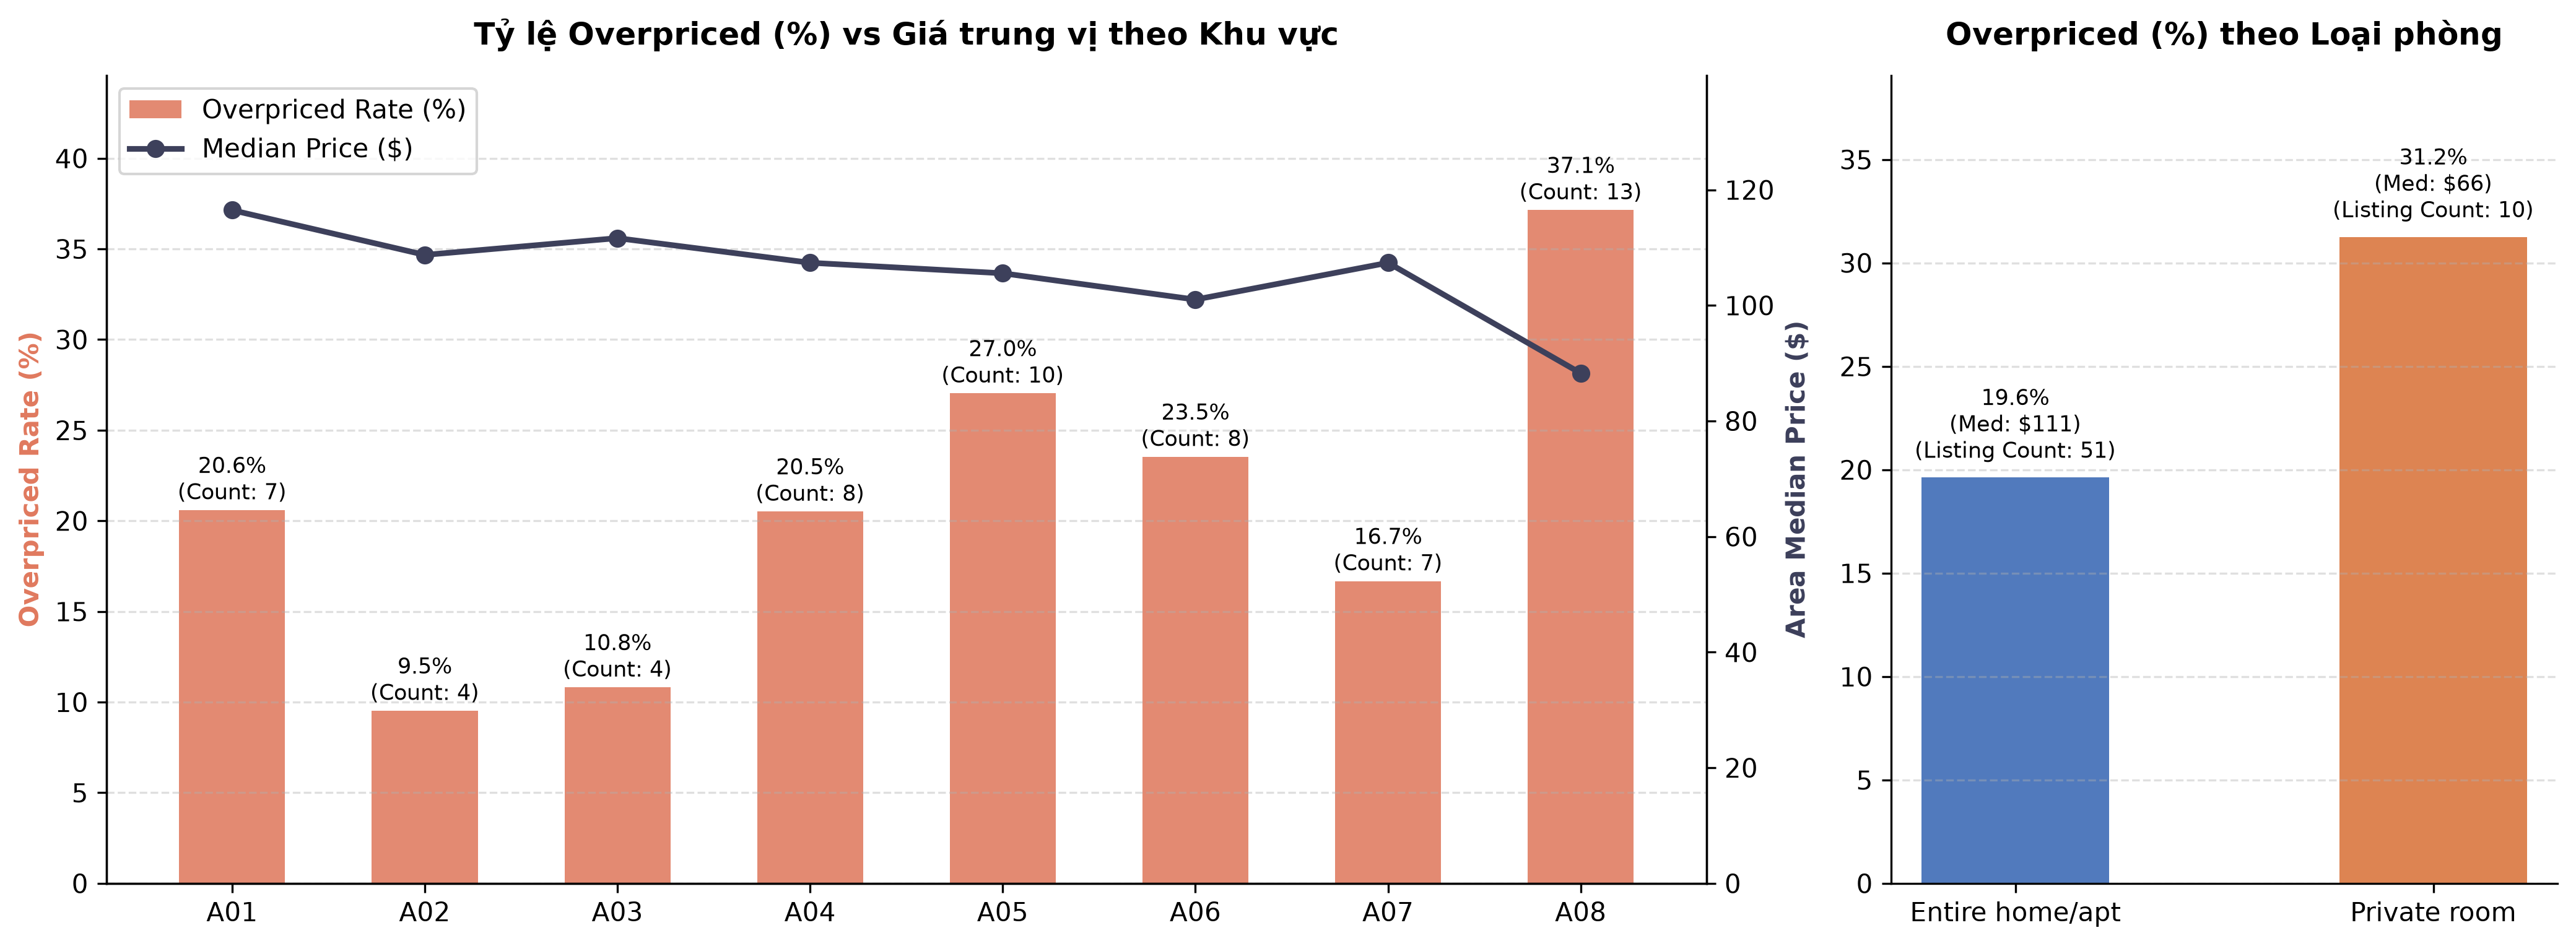 Tỷ lệ Overpriced (%) vs Giá trung vị theo Khu vực
Overpriced Rate (%)
Median Price ($)
Overpriced Rate (%)
40
35
30
25
20
15
10
5
0
20.6%
(Count: 7)
9.5%
(Count: 4)
10.8%
(Count: 4)
20.5%
(Count: 8)
27.0%
(Count: 10)
23.5%
(Count: 8)
16.7%
(Count: 7)
37.1%
(Count: 13)
A01 A02 A03 A04 A05 A06 A07 A08
120
100
80
60
40
20
0
Area Median Price ($)
Overpriced (%) theo Loại phòng
35
30
25
20
15
10
5
0
19.6%
(Med: $111)
(Listing Count: 51)
31.2%
(Med: $66)
(Listing Count: 10)
Entire home/apt Private room